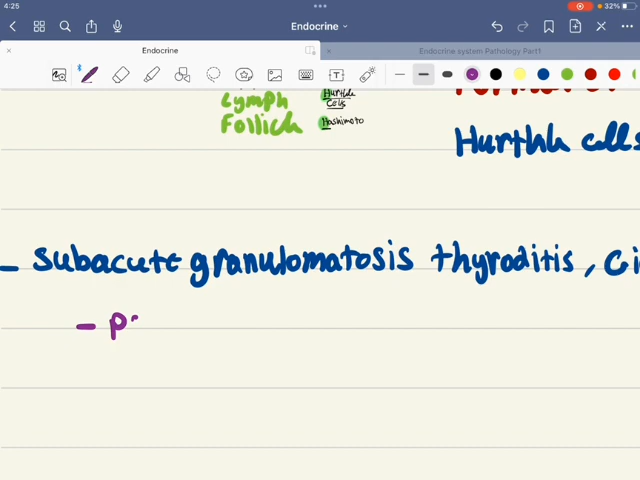 4:25
32%
Endocrine
Endocrine
Endocrine system Pathology Part1
Hurthle
Cells
Lymph
Follicle
Hashimoto
Hurthle cells
- subacute granulomatosis thyroditis,
- p